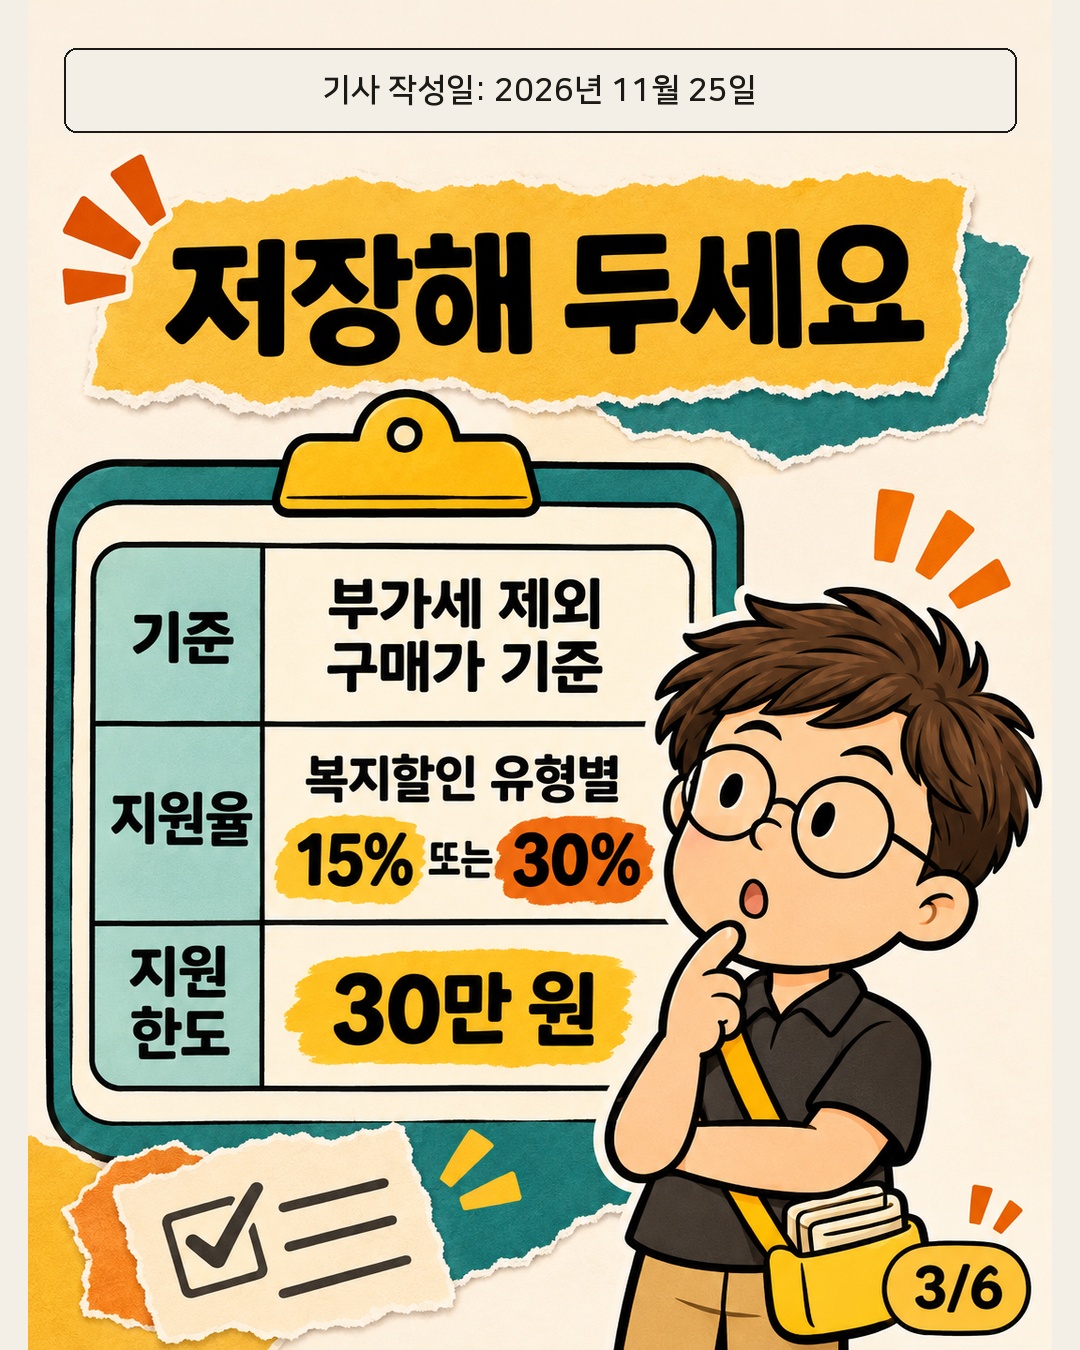 기사 작성일: 2026년 11월 25일
저장해 두세요
기준
부가세 제외
구매가 기준
지원율
복지할인 유형별
15% 또는 30%
지원
한도
30만 원
3/6